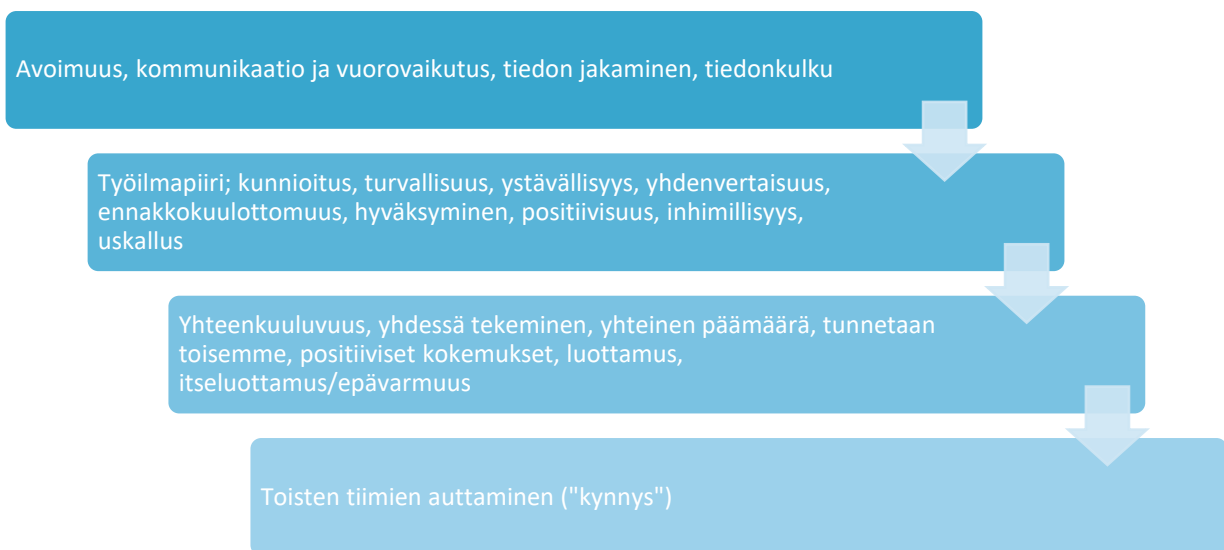 Avoimuus, kommunikaatio ja vuorovaikutus, tiedon jakaminen, tiedonkulku
Työilmapiiri; kunnioitus, turvallisuus, ystävällisyys, yhdenvertaisuus,
ennakkokuulottomuus, hyväksyminen, positiivisuus, inhimillisyys,
uskallus
Yhteenkuuluvuus, yhdessä tekeminen, yhteinen päämäärä, tunnetaan
toisemme, positiiviset kokemukset, luottamus,
itseluottamus/epävarmuus
Toisten tiimien auttaminen ("kynnys")